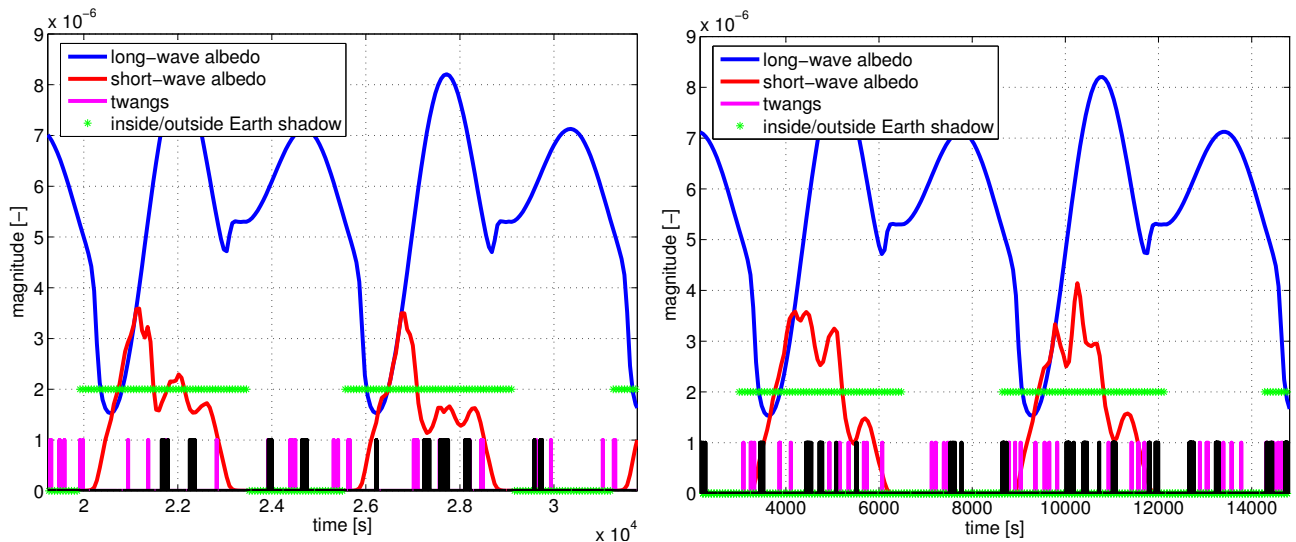 x 10⁻⁶
9
8
7
6
5
4
3
2
1
0
magnitude [-]
long-wave albedo
short-wave albedo
twangs
inside/outside Earth shadow
2 2.2 2.4 2.6 2.8 3
time [s]
x 10⁴
x 10⁻⁶
9
8
7
6
5
4
3
2
1
0
magnitude [-]
long-wave albedo
short-wave albedo
twangs
inside/outside Earth shadow
4000 6000 8000 10000 12000 14000
time [s]